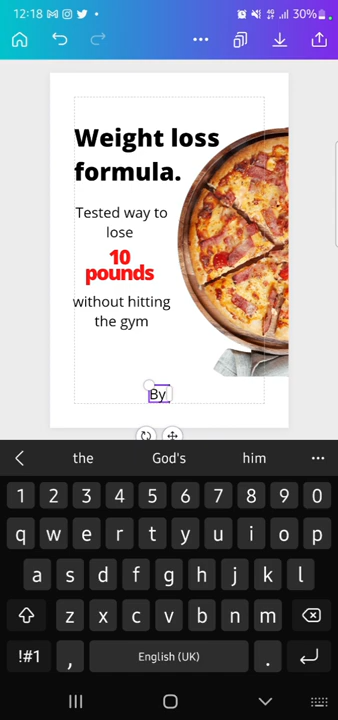 12:18 30%
Weight loss
formula.
Tested way to
lose
10
pounds
without hitting
the gym
By
the God's him
1 2 3 4 5 6 7 8 9 0
q w e r t y u i o p
a s d f g h j k l
z x c v b n m
!#1 , English (UK) .